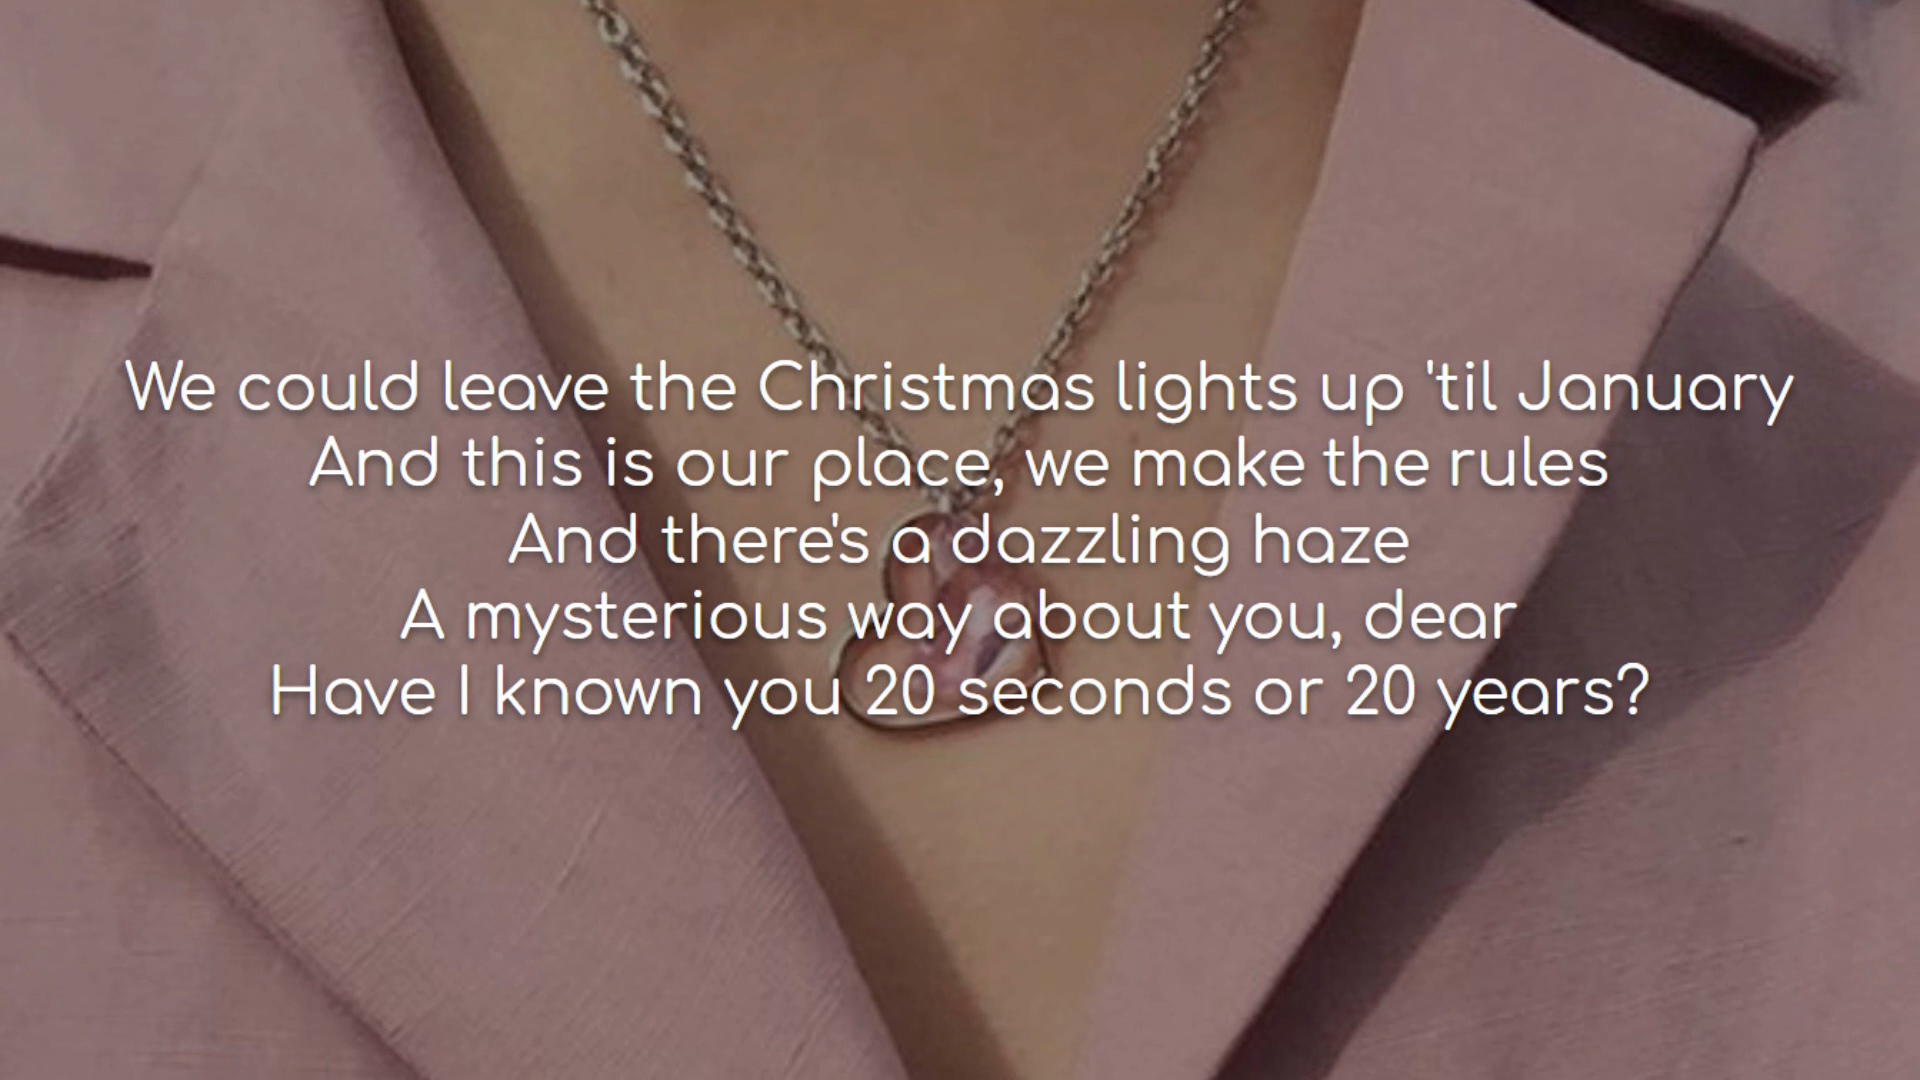 We could leave the Christmas lights up 'til January
And this is our place, we make the rules
And there's a dazzling haze
A mysterious way about you, dear
Have I known you 20 seconds or 20 years?